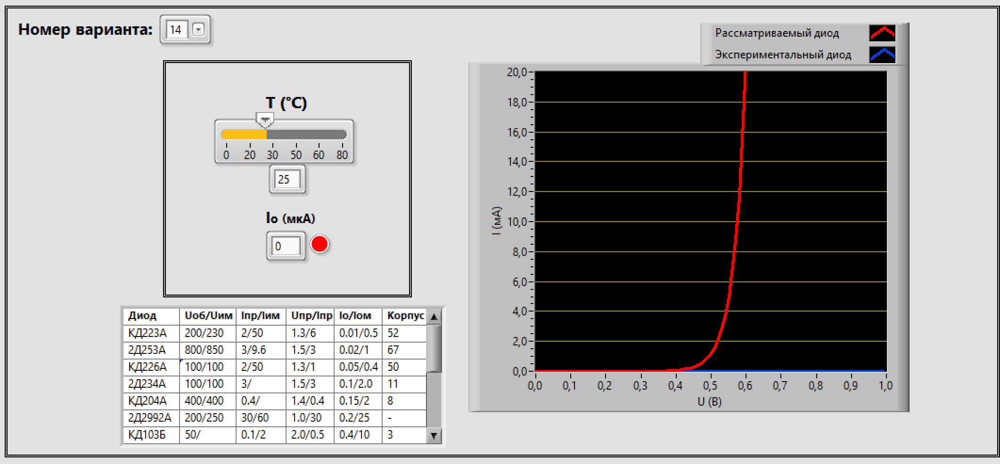 Номер варианта: 14
Рассматриваемый диод
Экспериментальный диод
T (°C)
0 20 30 50 60 80
25
Io (мкА)
0
Диод Uоб/Uим Iпр/Iим Uпр/Iпр Iо/Iом Корпус
КД223А 200/230 2/50 1.3/6 0.01/0.5 52
2Д253А 800/850 3/9.6 1.5/3 0.02/1 67
КД226А 100/100 2/50 1.3/1 0.05/0.4 50
2Д234А 100/100 3/ 1.5/3 0.1/2.0 11
КД204А 400/400 0.4/ 1.4/0.4 0.15/2 8
2Д2992А 200/250 30/60 1.0/30 0.2/25 -
КД103Б 50/ 0.1/2 2.0/0.5 0.4/10 3
20,0
18,0
16,0
14,0
12,0
10,0
8,0
6,0
4,0
2,0
0,0
I (мА)
0,0 0,1 0,2 0,3 0,4 0,5 0,6 0,7 0,8 0,9 1,0
U (В)